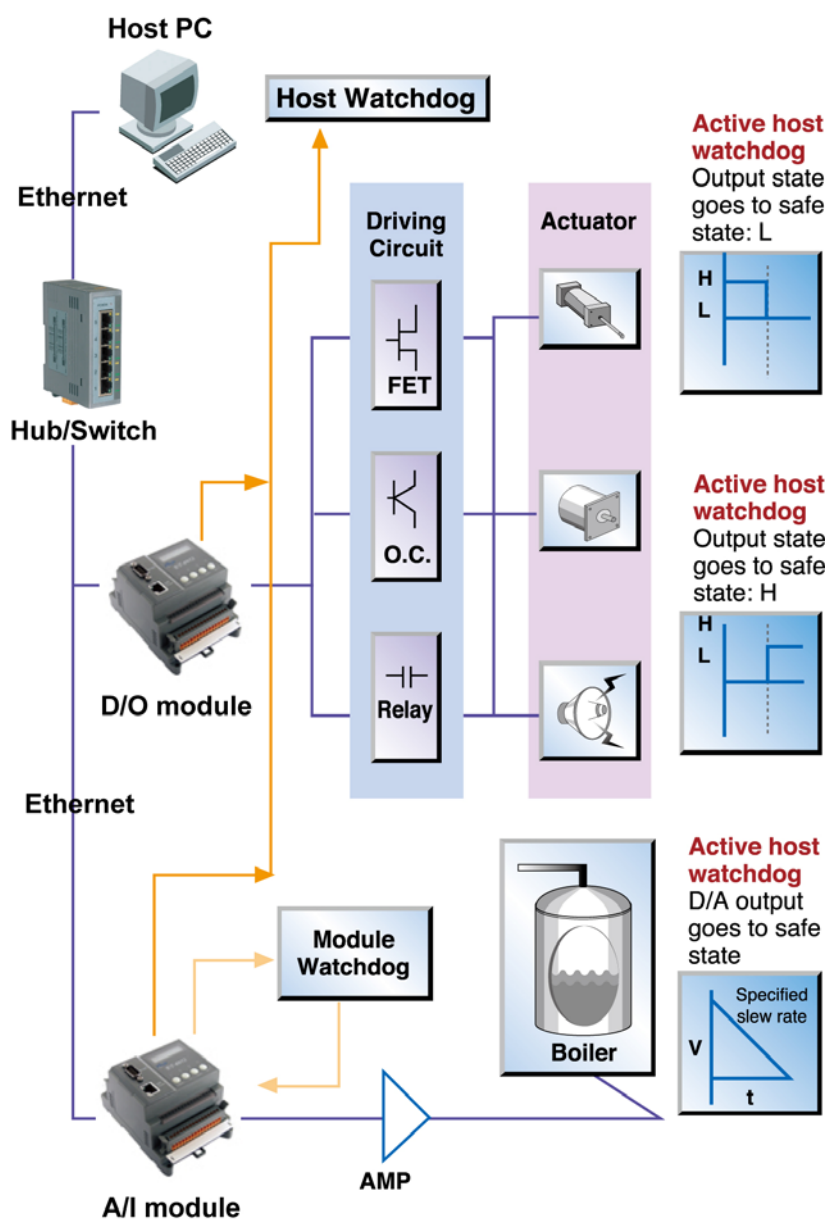 Host PC
Host Watchdog
Ethernet
Hub/Switch
D/O module
Ethernet
A/I module
Driving
Circuit
FET
O.C.
Relay
Actuator
Active host
watchdog
Output state
goes to safe
state: L
H
L
Active host
watchdog
Output state
goes to safe
state: H
H
L
Module
Watchdog
AMP
Boiler
Active host
watchdog
D/A output
goes to safe
state
Specified
slew rate
V
t